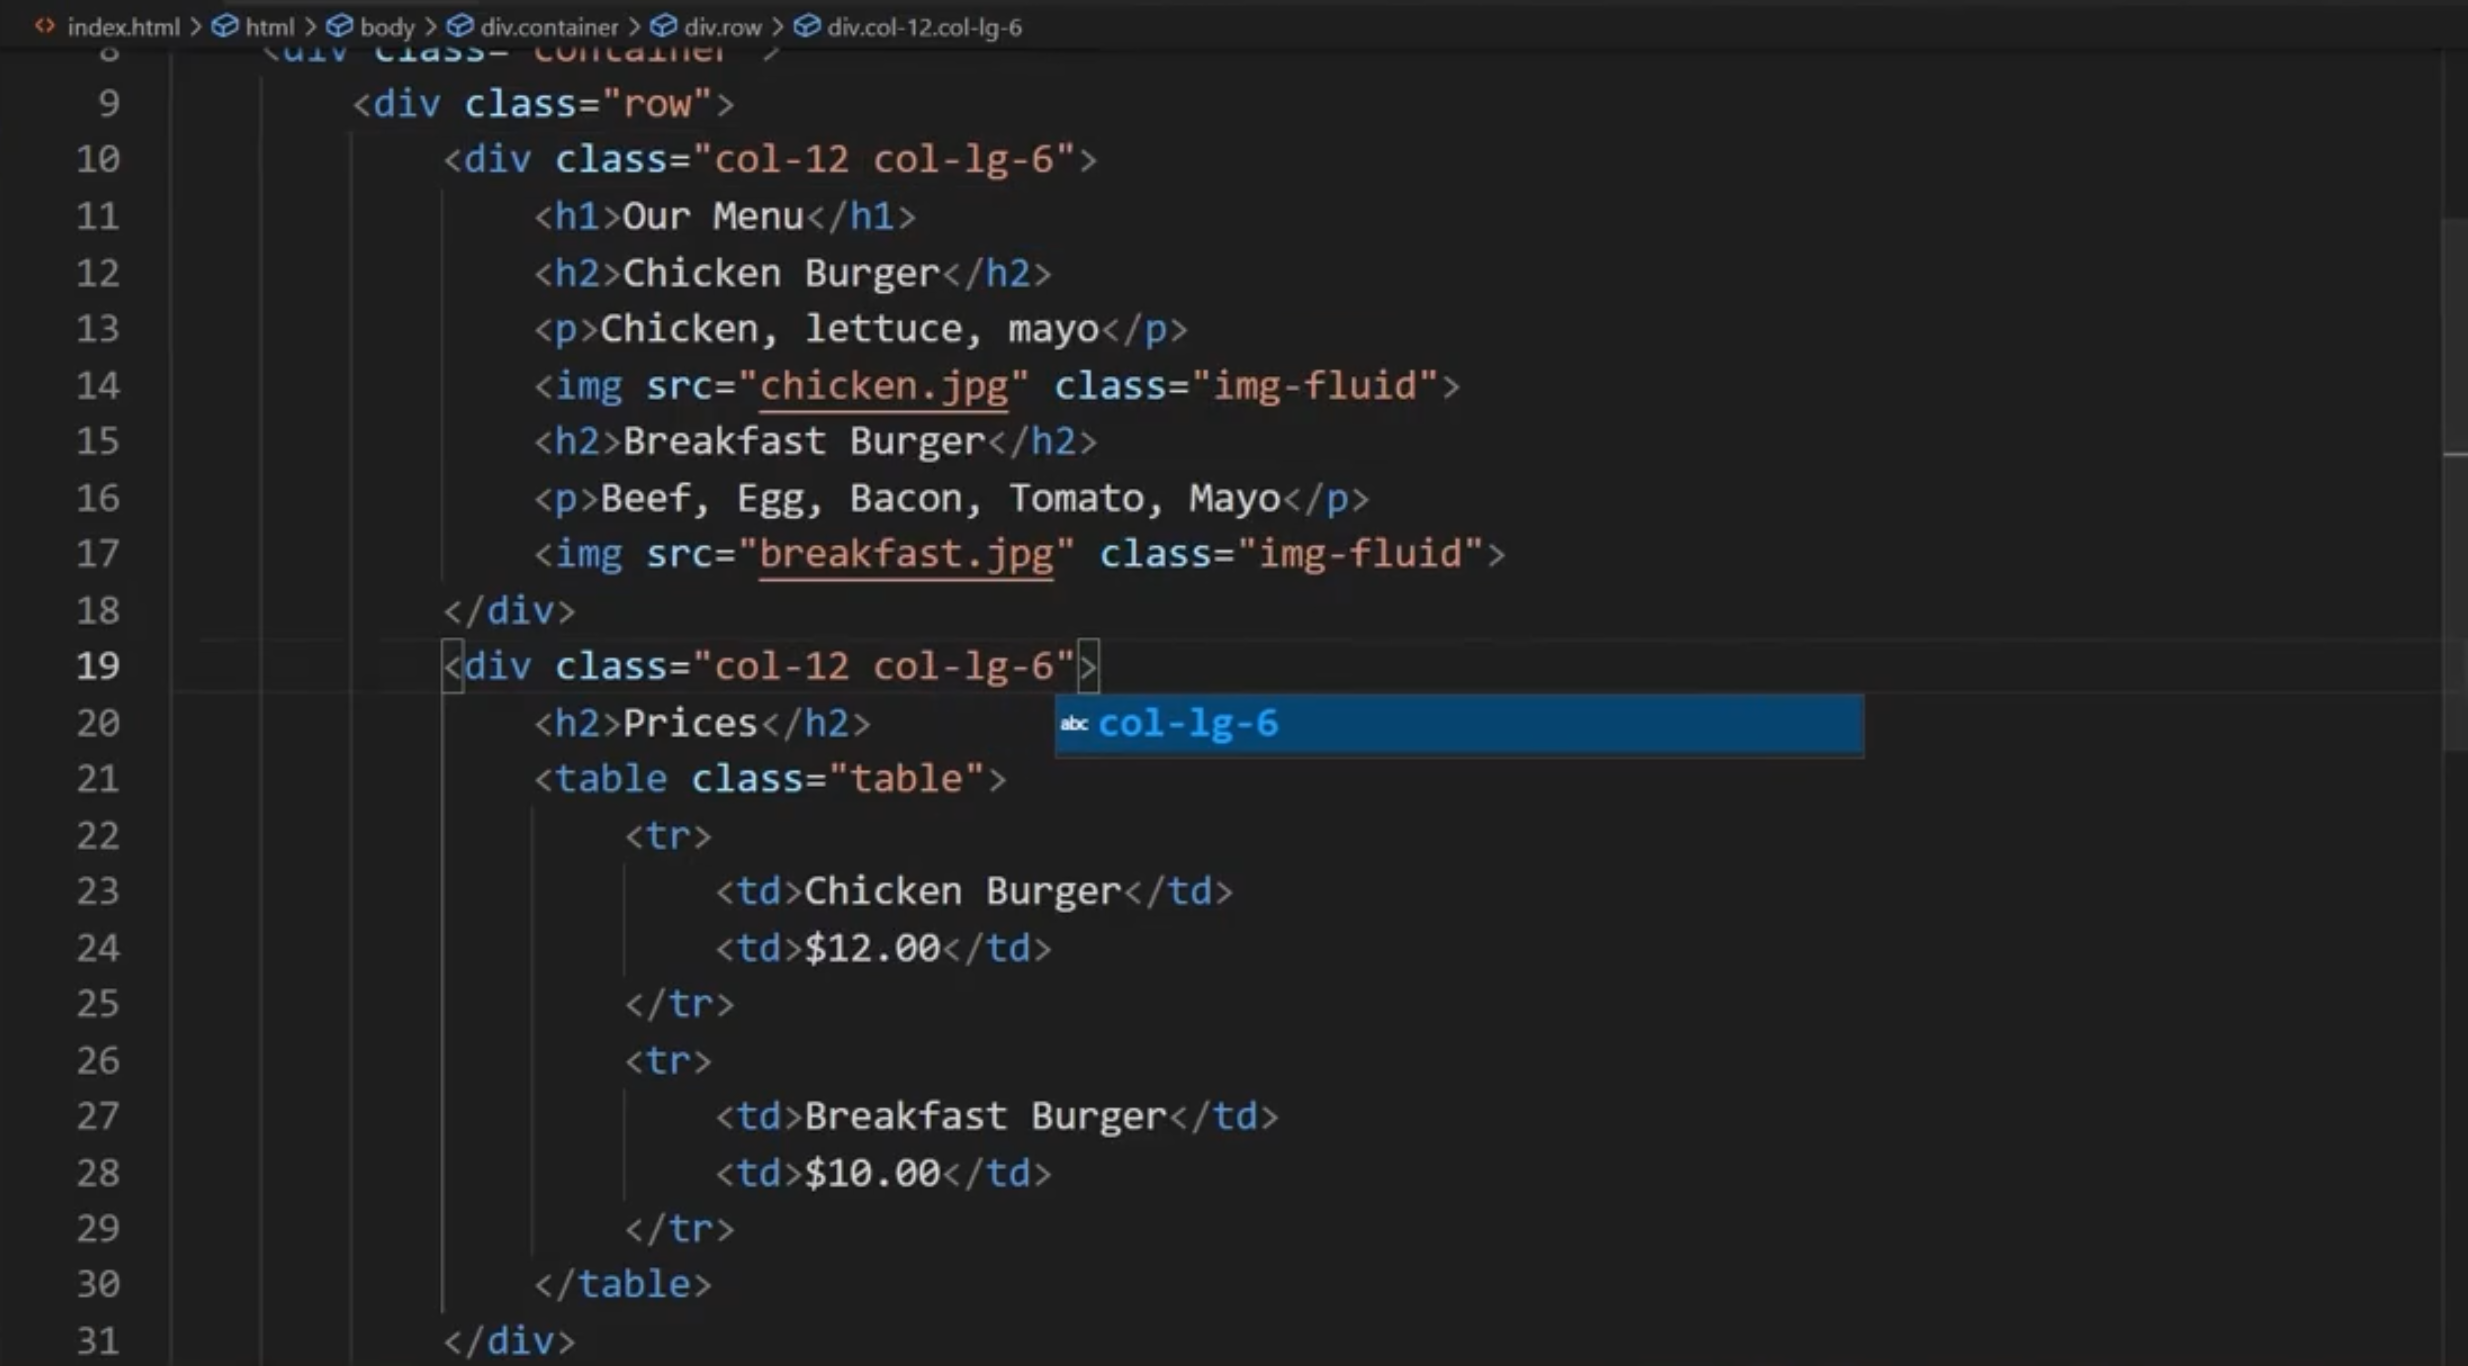 <> index.html > html > body > div.container > div.row > div.col-12.col-lg-6
8 <div class="container">
9 <div class="row">
10 <div class="col-12 col-lg-6">
11 <h1>Our Menu</h1>
12 <h2>Chicken Burger</h2>
13 <p>Chicken, lettuce, mayo</p>
14 <img src="chicken.jpg" class="img-fluid">
15 <h2>Breakfast Burger</h2>
16 <p>Beef, Egg, Bacon, Tomato, Mayo</p>
17 <img src="breakfast.jpg" class="img-fluid">
18 </div>
19 <div class="col-12 col-lg-6">
20 <h2>Prices</h2>
abc col-lg-6
21 <table class="table">
22 <tr>
23 <td>Chicken Burger</td>
24 <td>$12.00</td>
25 </tr>
26 <tr>
27 <td>Breakfast Burger</td>
28 <td>$10.00</td>
29 </tr>
30 </table>
31 </div>